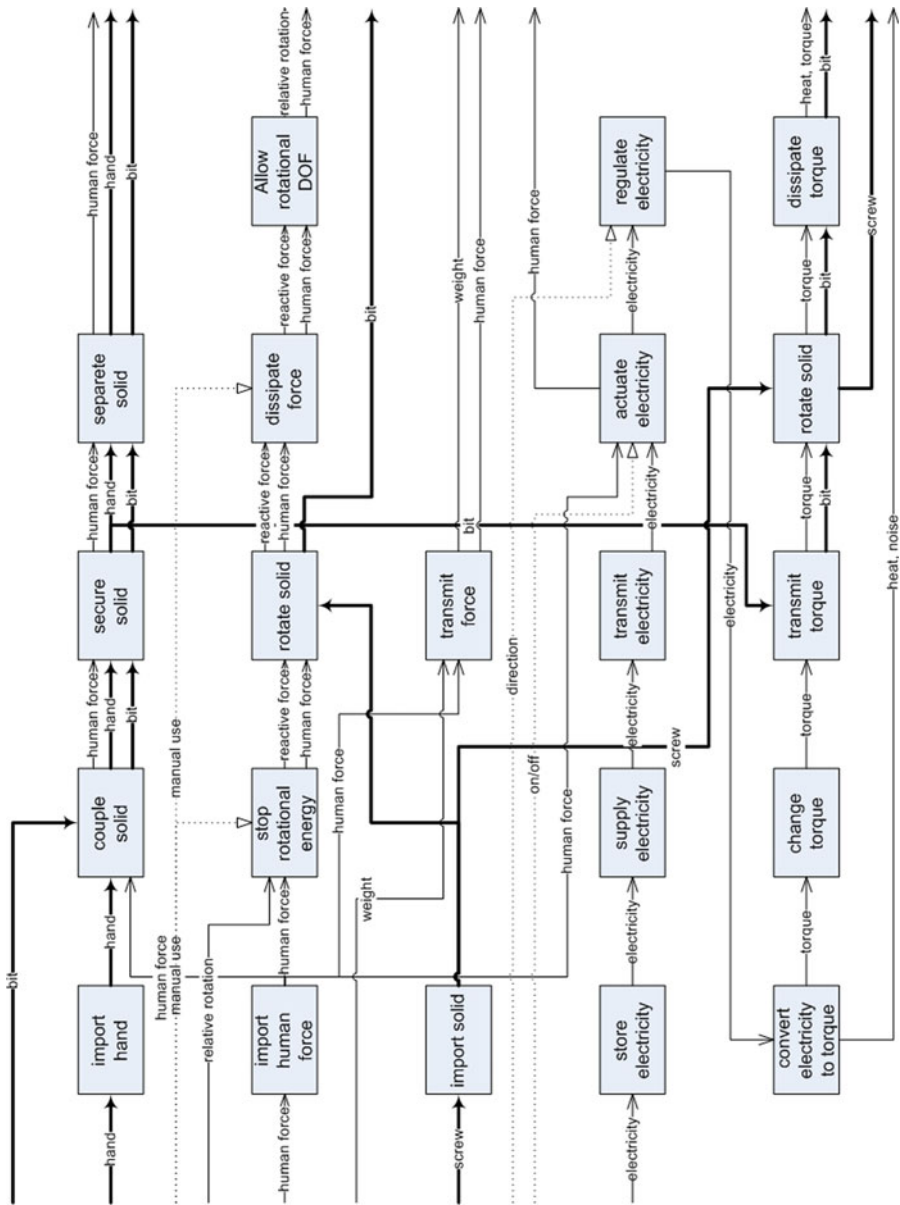 bit
hand
import
hand
hand
couple
solid
human force
hand
bit
secure
solid
human force
hand
bit
separete
solid
human force
hand
bit
human force
manual use
manual use
relative rotation
human force
import
human
force
human force
stop
rotational
energy
reactive force
human force
rotate solid
reactive force
human force
dissipate
force
reactive force
human force
Allow
rotational
DOF
relative rotation
human force
bit
weight
human force
transmit
force
bit
weight
human force
screw
import solid
direction
on/off
human force
screw
human force
electricity
store
electricity
electricity
supply
electricity
electricity
transmit
electricity
electricity
actuate
electricity
electricity
regulate
electricity
electricity
convert
electricity
to torque
torque
change
torque
torque
transmit
torque
torque
bit
rotate solid
torque
bit
dissipate
torque
heat, torque
bit
screw
heat, noise